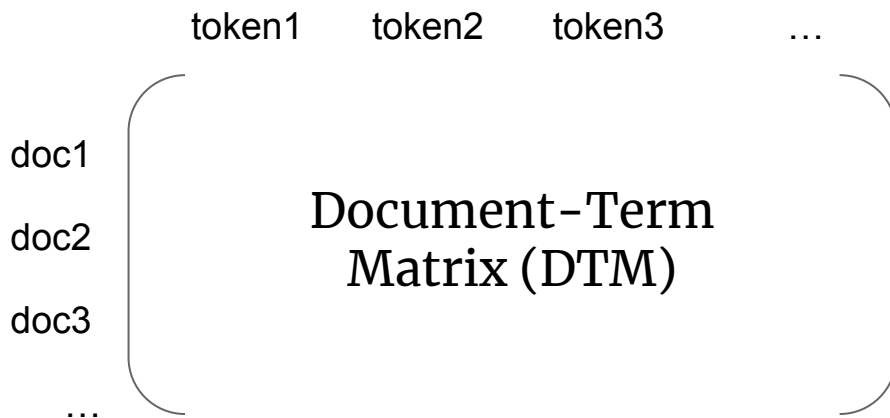 token1 token2 token3 …
doc1
Document-Term
doc2
Matrix (DTM)
doc3
…